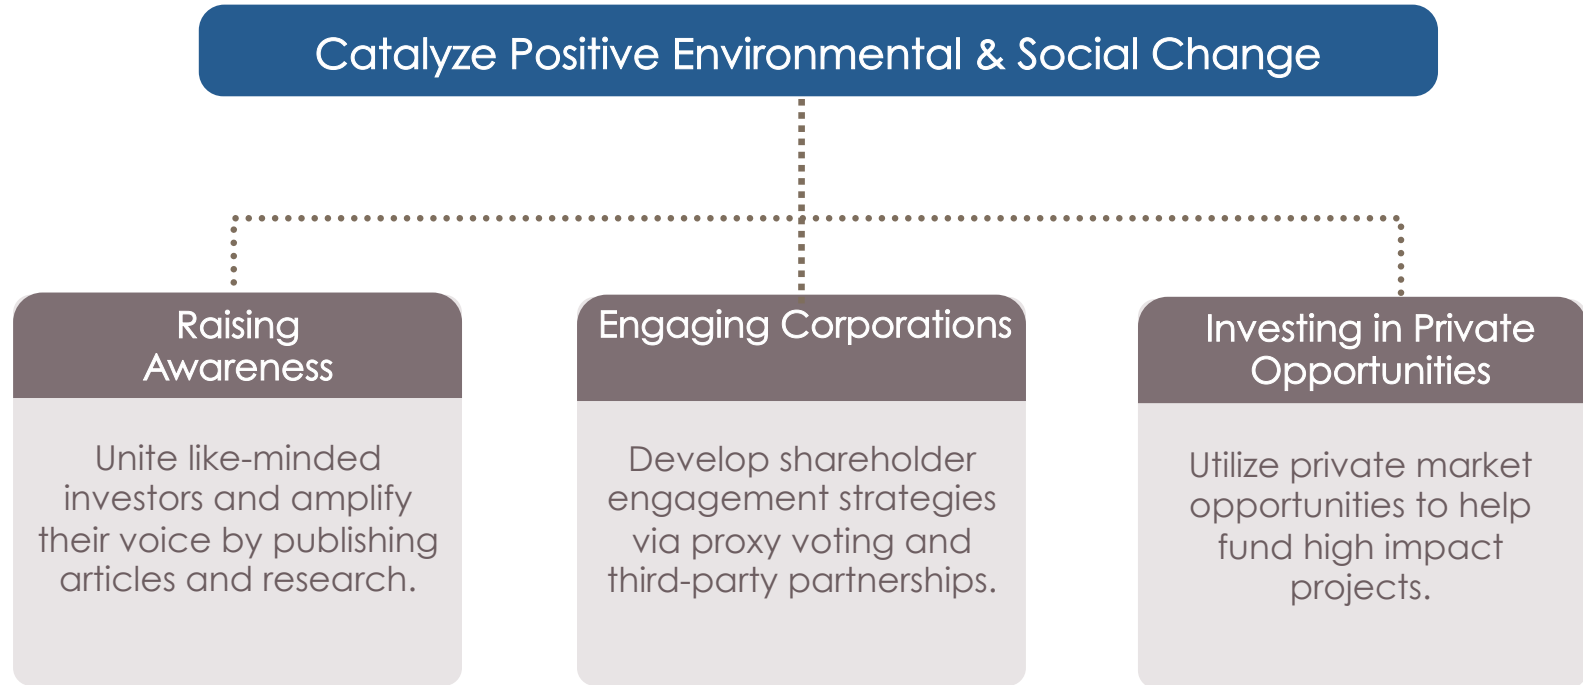 Catalyze Positive Environmental & Social Change
Raising
Awareness
Unite like-minded
investors and amplify
their voice by publishing
articles and research.
Engaging Corporations
Develop shareholder
engagement strategies
via proxy voting and
third-party partnerships.
Investing in Private
Opportunities
Utilize private market
opportunities to help
fund high impact
projects.